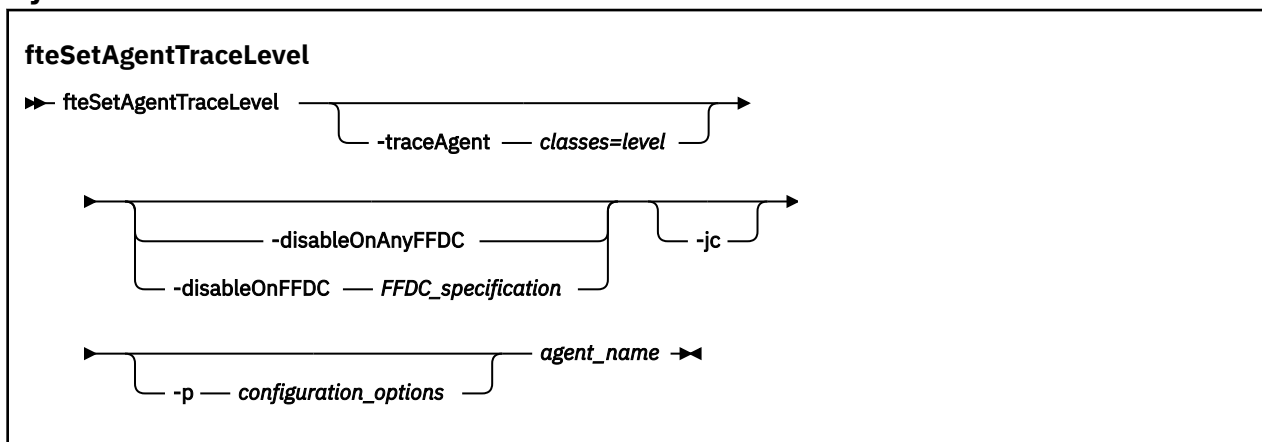 fteSetAgentTraceLevel
fteSetAgentTraceLevel
-traceAgent classes=level
-disableOnAnyFFDC
-jc
-disableOnFFDC FFDC_specification
agent_name
-p configuration_options